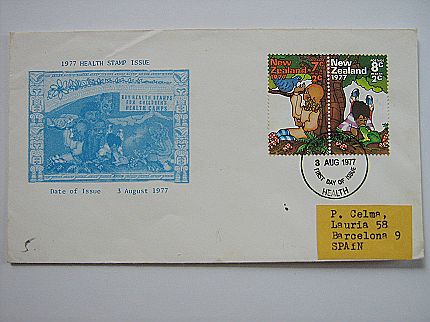 1977 HEALTH STAMP ISSUE
BUY HEALTH STAMPS
FOR CHILDREN'S
HEALTH CAMPS
Date of Issue 3 August 1977
New Zealand 1977 7c 2c
New Zealand 1977 8c 2c
3 AUG 1977
FIRST DAY OF ISSUE
HEALTH
P. Celma,
Lauria 58
Barcelona 9
SPAiN